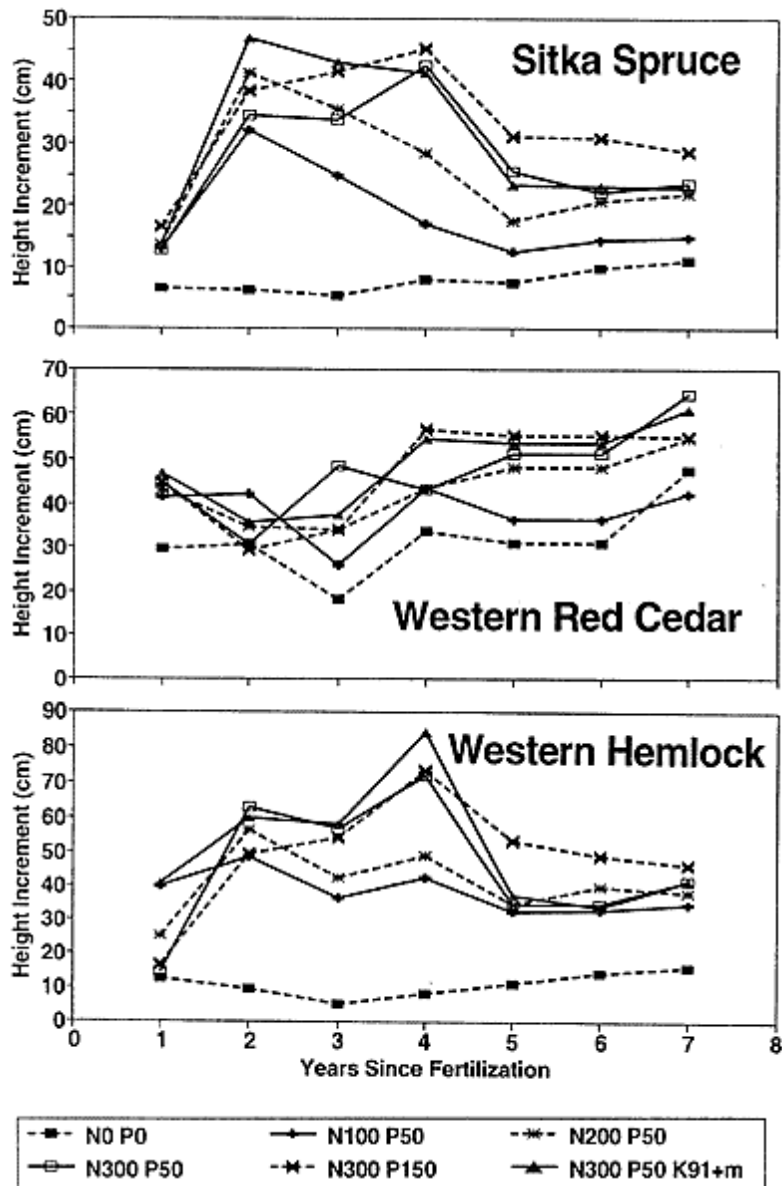 Sitka Spruce
Height Increment (cm)
50
40
30
20
10
0
Western Red Cedar
Height Increment (cm)
70
60
50
40
30
20
10
0
Western Hemlock
Height Increment (cm)
90
80
70
60
50
40
30
20
10
0
0 1 2 3 4 5 6 7 8
Years Since Fertilization
N0 P0 N100 P50 N200 P50
N300 P50 N300 P150 N300 P50 K91+m